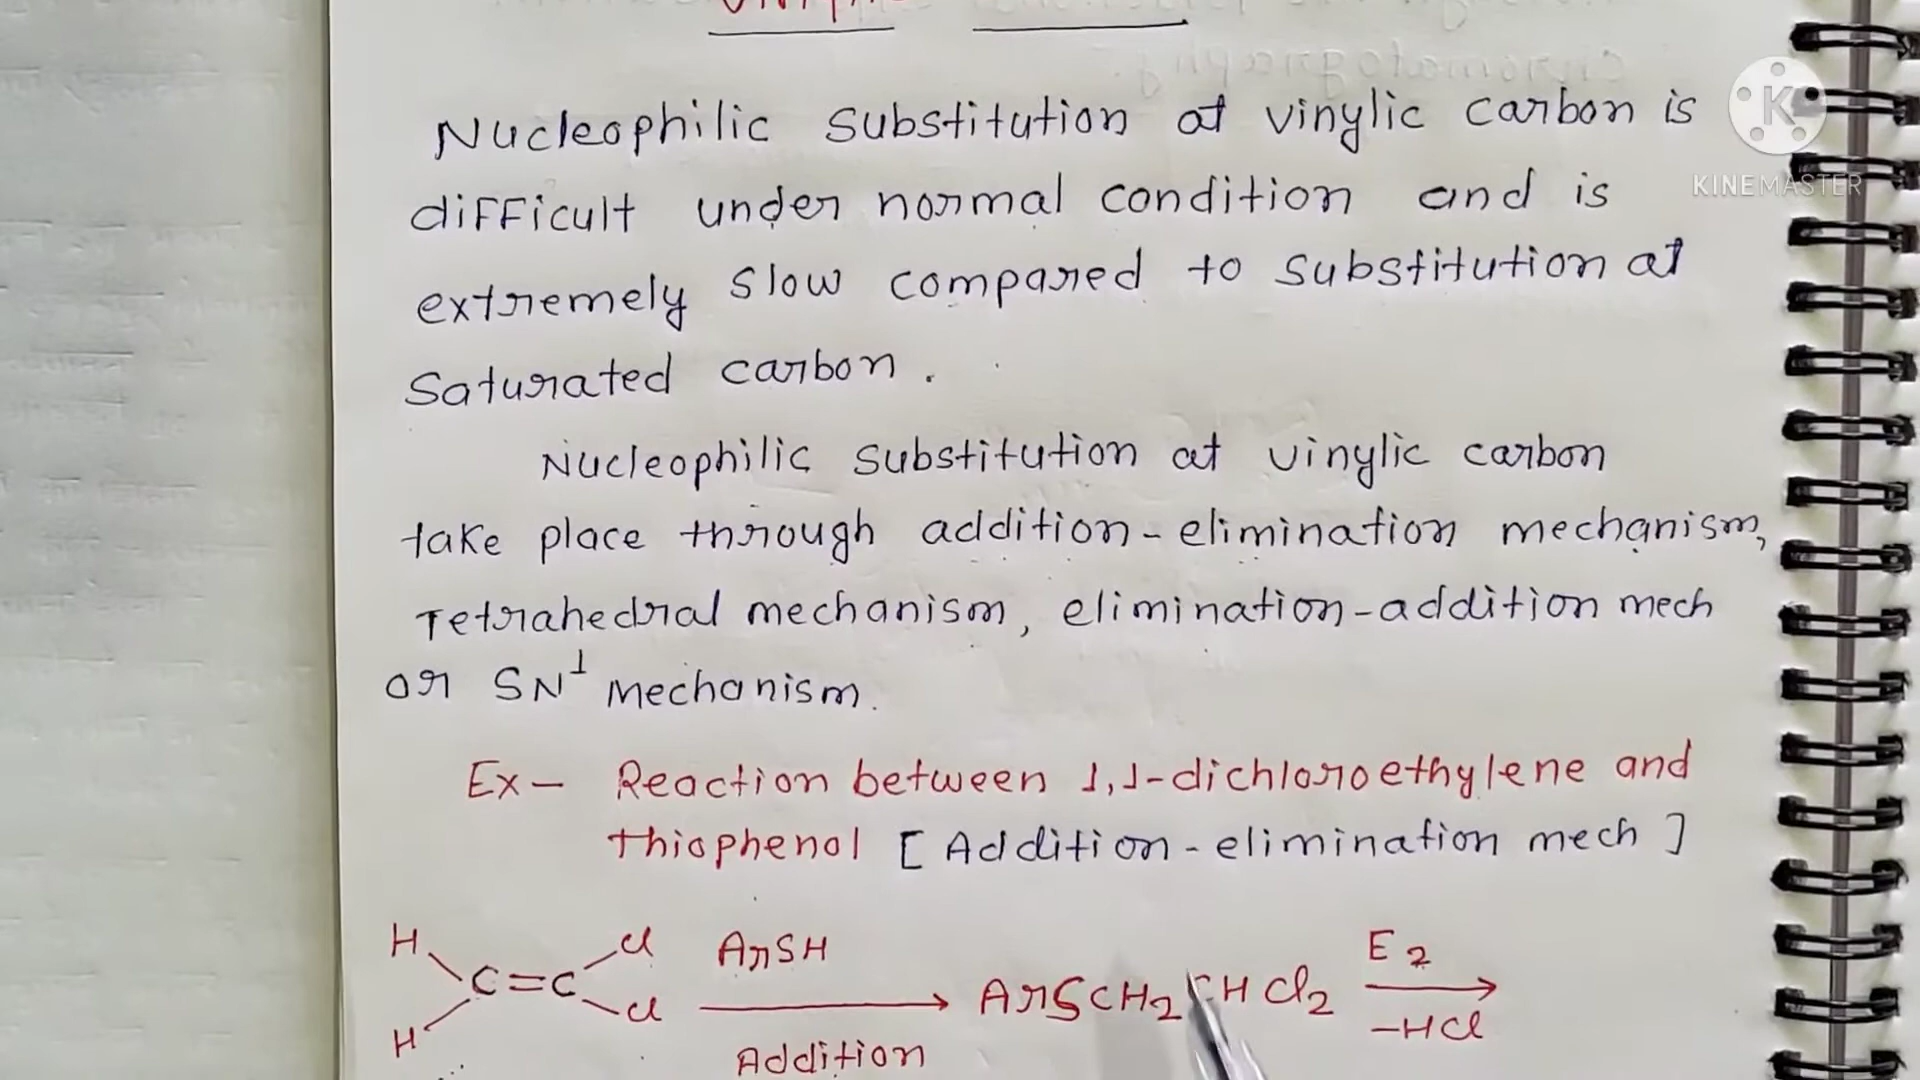 Nucleophilic substitution at vinylic carbon is
difficult under normal condition and is
extremely slow compared to substitution at
saturated carbon.
Nucleophilic substitution at vinylic carbon
take place through addition-elimination mechanism,
Tetrahedral mechanism, elimination-addition mech
or SN¹ mechanism.
Ex- Reaction between 1,1-dichloroethylene and
thiophenol [Addition-elimination mech]
H H C=C Cl Cl ArSH Addition → ArSCH₂CHCl₂ E₂ -HCl →
K
KINEMASTER